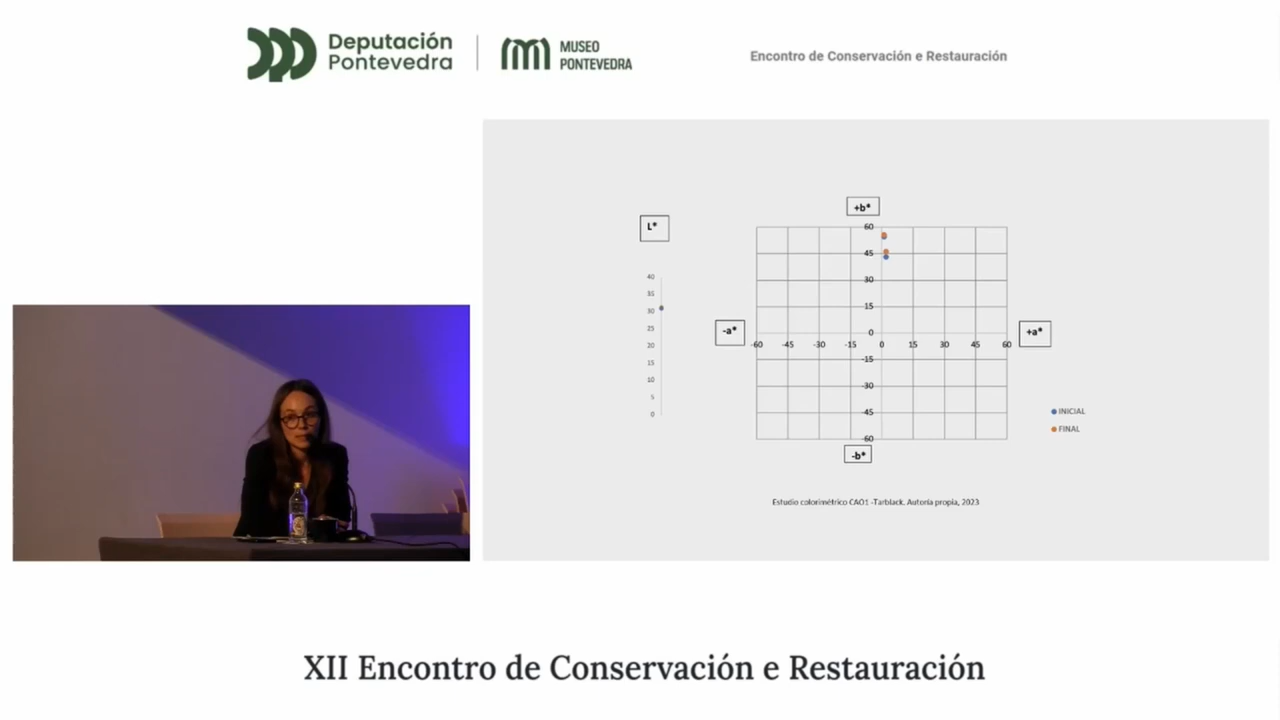 Deputación
Pontevedra
MUSEO
PONTEVEDRA
Encontro de Conservación e Restauración
+b*
L*
60
45
40
35
30
30
25
20
15
15
10
5
0
0
-a*
+a*
-60 -45 -30 -15 0 15 30 45 60
-15
-30
-45
-60
-b*
INICIAL
FINAL
Estudio colorimétrico CAO1 -Tarblack. Autoría propia, 2023
XII Encontro de Conservación e Restauración